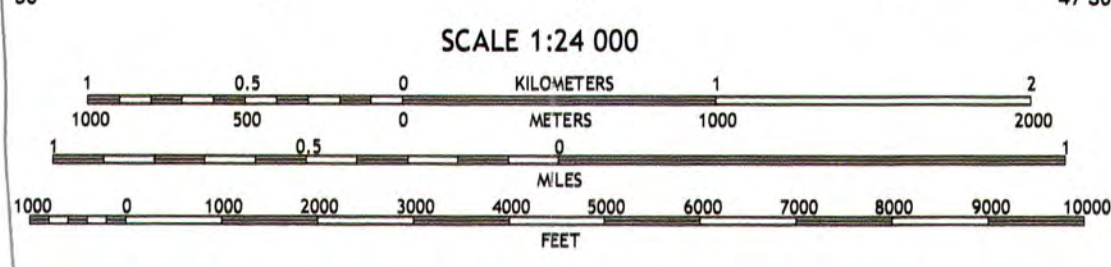 SCALE 1:24 000
1 0.5 0 KILOMETERS 1 2
1000 500 0 METERS 1000 2000
1 0.5 0 1
MILES
1000 0 1000 2000 3000 4000 5000 6000 7000 8000 9000 10000
FEET